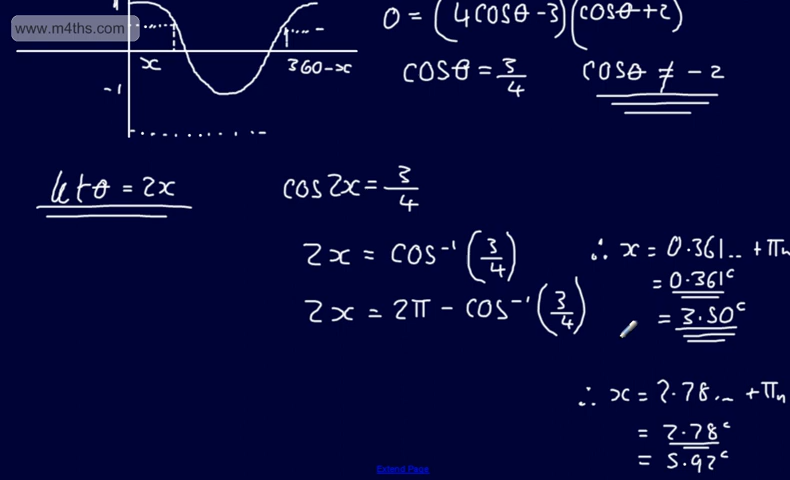 www.m4ths.com
1
x
360-x
-1
0 = (4cosθ-3)(cosθ+2)
cosθ = 3/4
cosθ ≠ -2
let θ = 2x
cos2x = 3/4
2x = cos⁻¹(3/4)
2x = 2π - cos⁻¹(3/4)
∴ x = 0.361.. +πn
= 0.361ᶜ
= 3.50ᶜ
∴ x = 2.78... +πn
= 2.78ᶜ
= 5.92ᶜ
Extend Page